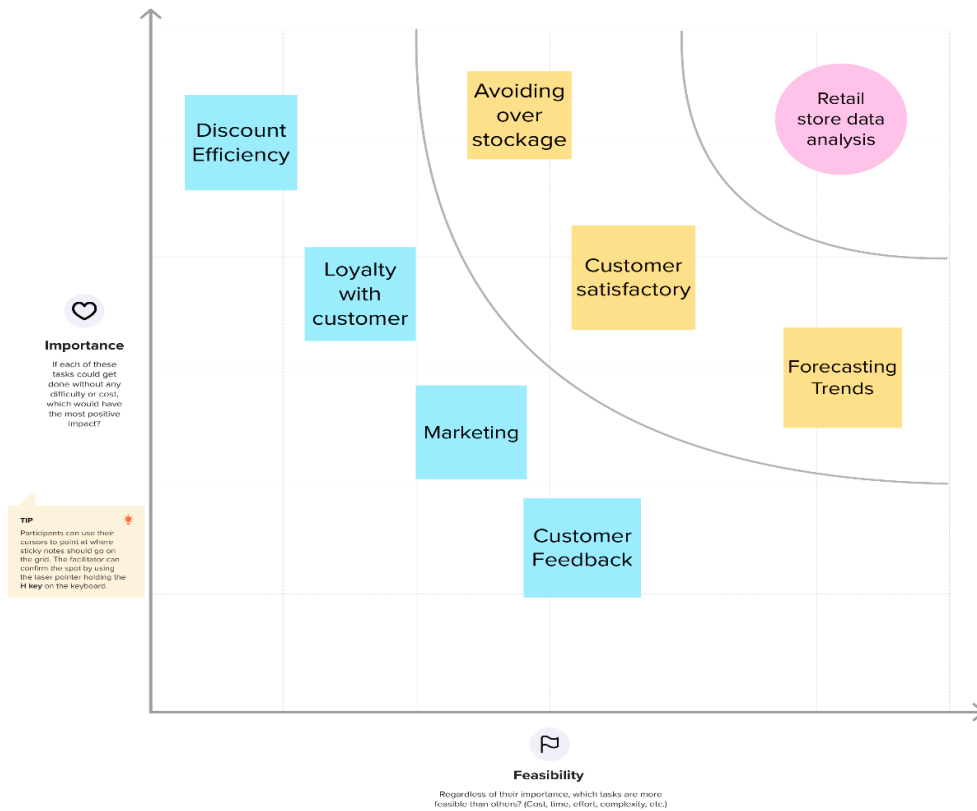 Avoiding
over
stockage
Retail
store data
analysis
Discount
Efficiency
Loyalty
with
customer
Customer
satisfactory
Importance
If each of these
tasks could get
done without any
difficulty or cost,
which would have
the most positive
impact?
Forecasting
Trends
Marketing
TIP
Participants can use their
cursors to point at where
sticky notes should go on
the grid. The facilitator can
confirm the spot by using
the laser pointer holding the
H key on the keyboard.
Customer
Feedback
Feasibility
Regardless of their importance, which tasks are more
feasible than others? (Cost, time, effort, complexity, etc.)